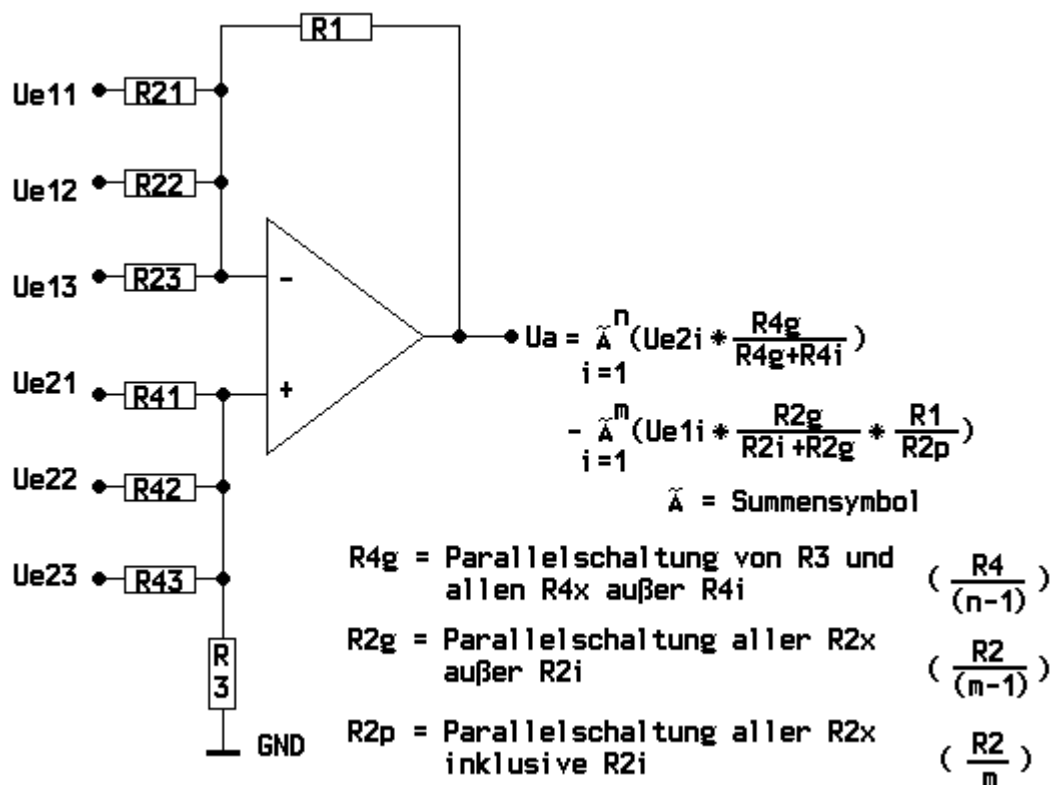 R1
Ue11 R21
Ue12 R22
Ue13 R23
-
Ue21 R41
+
Ue22 R42
Ue23 R43
R
3
GND
Ua = Ã n i=1 (Ue2i * R4g / R4g+R4i )
- Ã m i=1 (Ue1i * R2g / R2i+R2g * R1 / R2p )
Ã = Summensymbol
R4g = Parallelschaltung von R3 und
allen R4x außer R4i ( R4 / (n-1) )
R2g = Parallelschaltung aller R2x
außer R2i ( R2 / (m-1) )
R2p = Parallelschaltung aller R2x
inklusive R2i ( R2 / m )